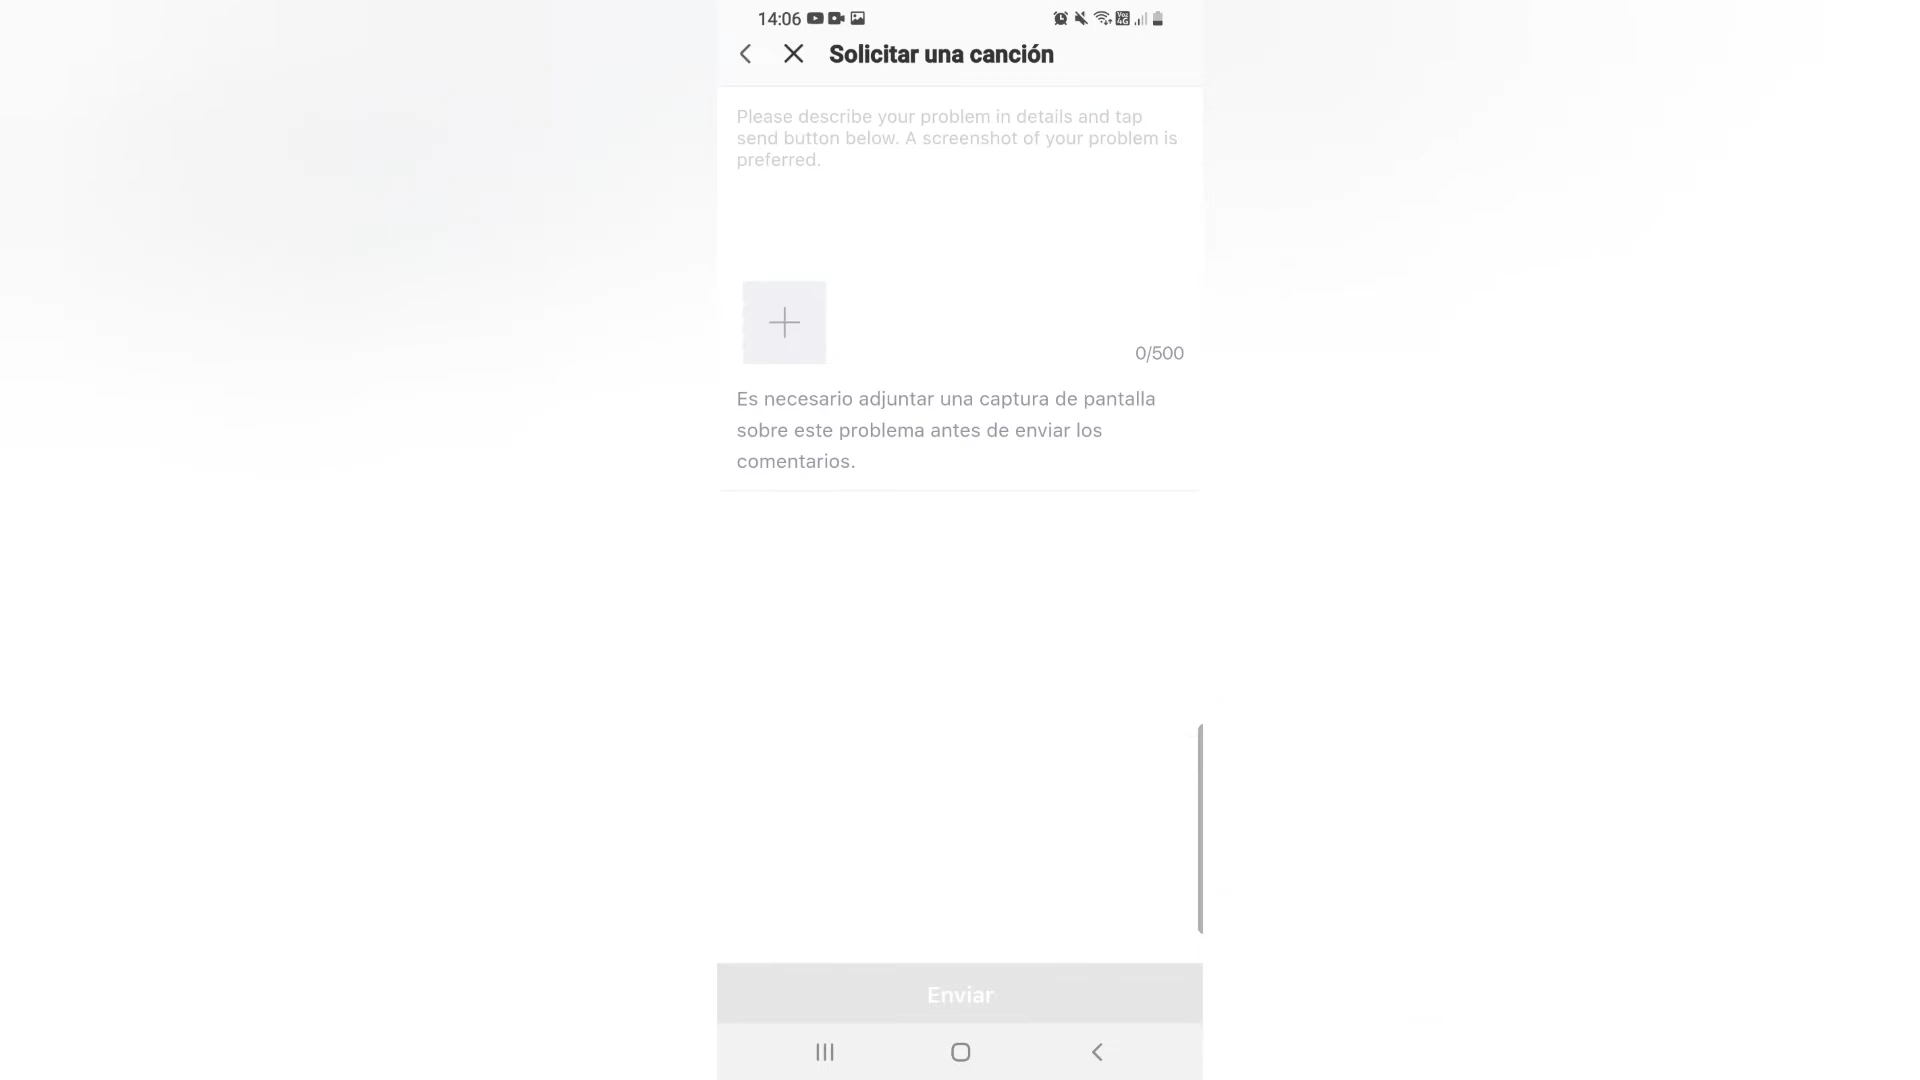 14:06
Solicitar una canción
Please describe your problem in details and tap
send button below. A screenshot of your problem is
preferred.
0/500
Es necesario adjuntar una captura de pantalla
sobre este problema antes de enviar los
comentarios.
Enviar